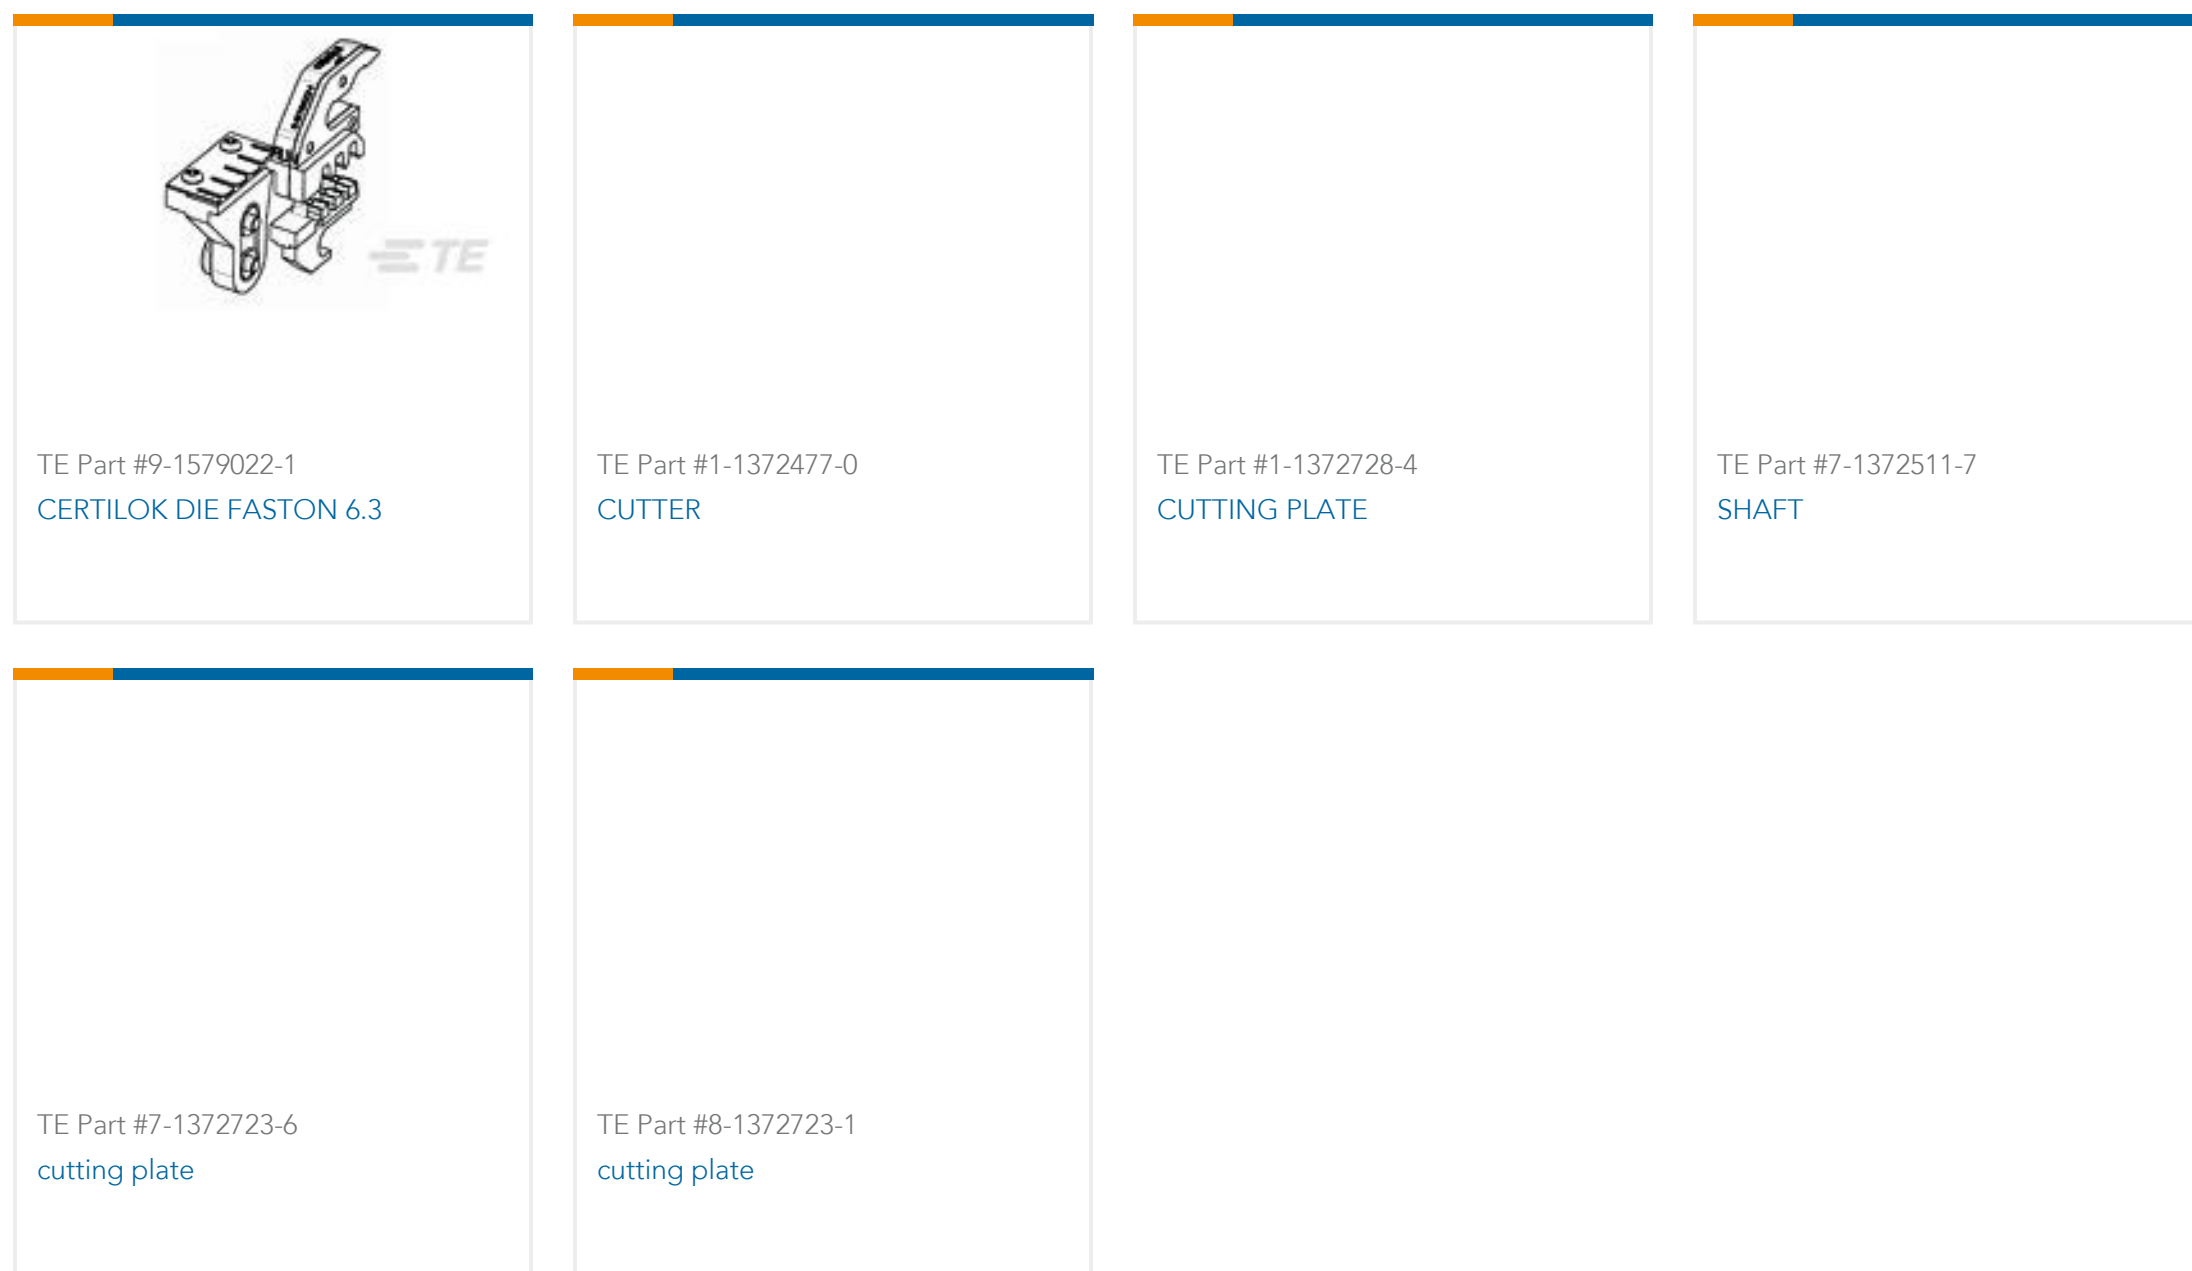 TE
TE Part #9-1579022-1
CERTILOK DIE FASTON 6.3
TE Part #1-1372477-0
CUTTER
TE Part #1-1372728-4
CUTTING PLATE
TE Part #7-1372511-7
SHAFT
TE Part #7-1372723-6
cutting plate
TE Part #8-1372723-1
cutting plate